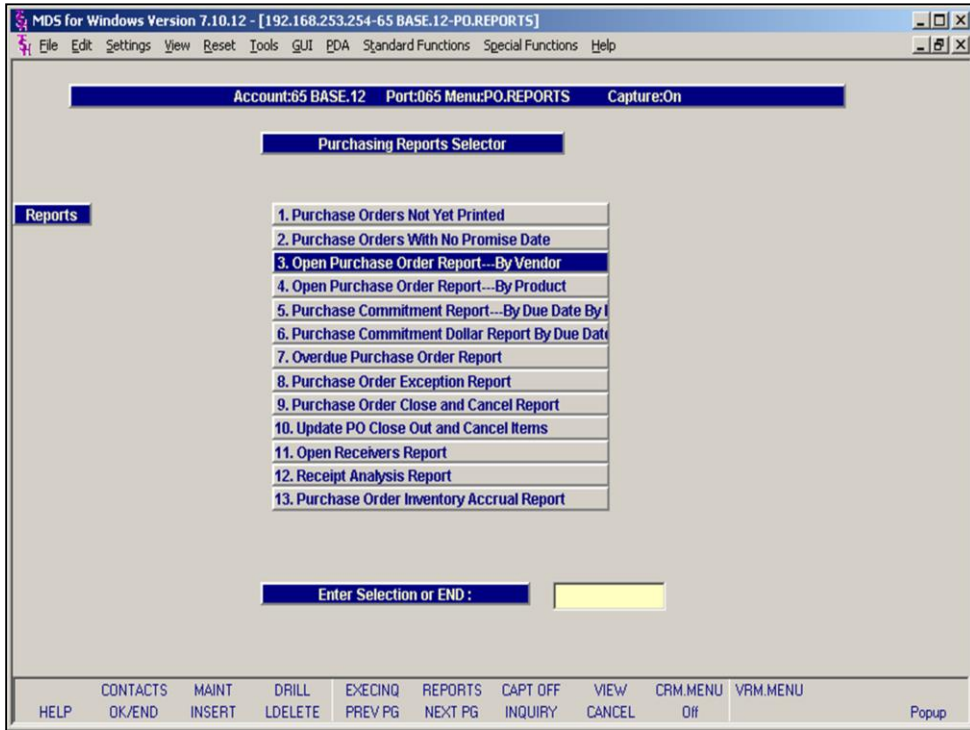 MDS for Windows Version 7.10.12 - [192.168.253.254-65 BASE.12-PO.REPORTS]
File Edit Settings View Reset Tools GUI PDA Standard Functions Special Functions Help
Account:65 BASE.12 Port:065 Menu:PO.REPORTS Capture:On
Purchasing Reports Selector
Reports
1. Purchase Orders Not Yet Printed
2. Purchase Orders With No Promise Date
3. Open Purchase Order Report---By Vendor
4. Open Purchase Order Report---By Product
5. Purchase Commitment Report---By Due Date By
6. Purchase Commitment Dollar Report By Due Date
7. Overdue Purchase Order Report
8. Purchase Order Exception Report
9. Purchase Order Close and Cancel Report
10. Update PO Close Out and Cancel Items
11. Open Receivers Report
12. Receipt Analysis Report
13. Purchase Order Inventory Accrual Report
Enter Selection or END :
CONTACTS MAINT DRILL EXECINQ REPORTS CAPT OFF VIEW CRM.MENU VRM.MENU
HELP OK/END INSERT LDELETE PREV PG NEXT PG INQUIRY CANCEL Off Popup